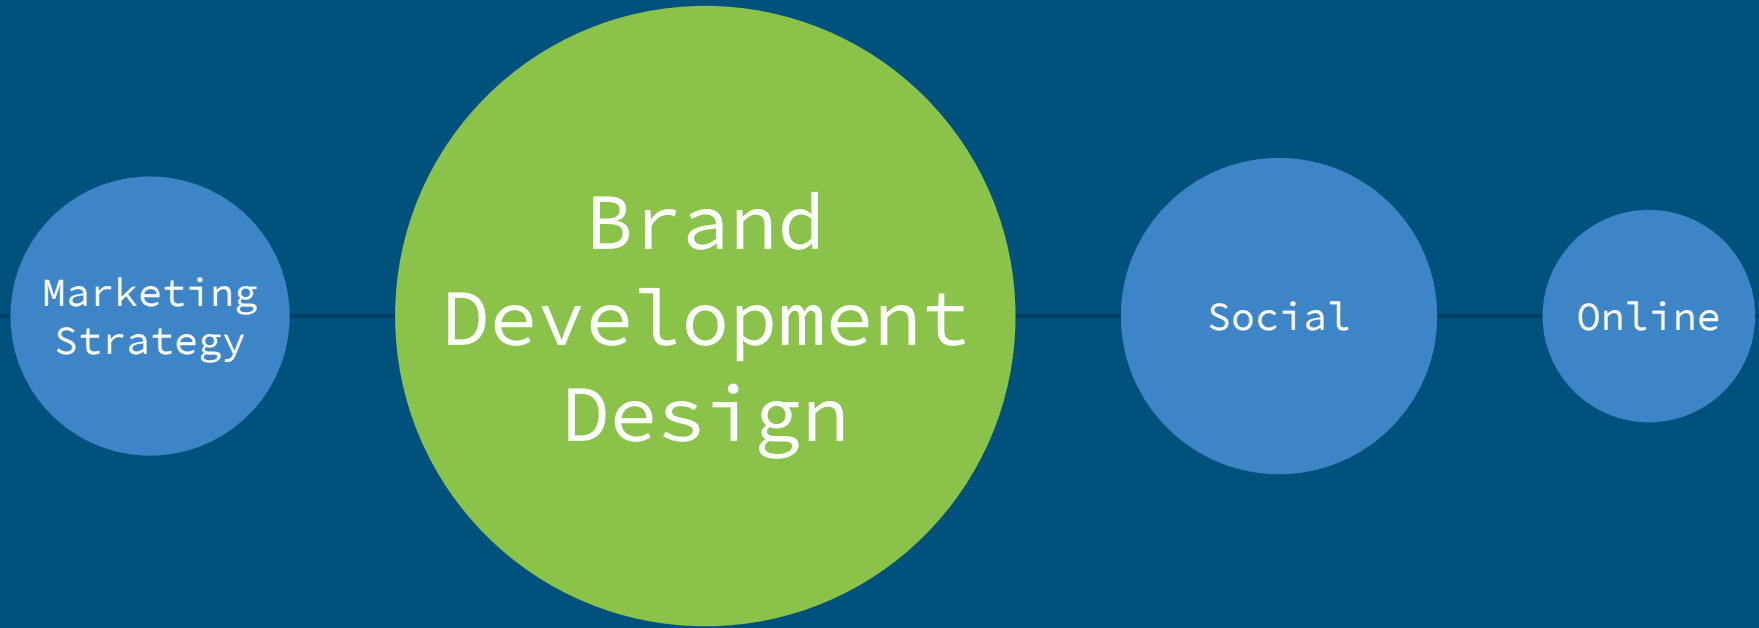 Marketing
Strategy
Brand
Development
Design
Social
Online